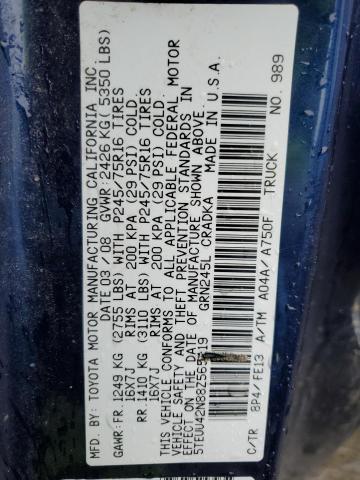 MFD. BY: TOYOTA MOTOR MANUFACTURING CALIFORNIA INC.
DATE: 03 / 08 GVWR: 2426 KG( 5350 LBS)
GAWR: FR. 1249 KG (2755 LBS) WITH P245/75R16 TIRES
16X7J RIMS AT 200 KPA (29 PSI) COLD.
RR: 1410 KG (3110 LBS) WITH P245/75R16 TIRES
16X7J RIMS AT 200 KPA (29 PSI) COLD.
THIS VEHICLE CONFORMS TO ALL APPLICABLE FEDERAL MOTOR
VEHICLE SAFETY AND THEFT PREVENTION STANDARDS IN
EFFECT ON THE DATE OF MANUFACTURE SHOWN ABOVE.
GRN245L CRADKA MADE IN U.S.A.
C/TR 8P4/ FE13 A/TM A04A/ A750F TRUCK NO 989